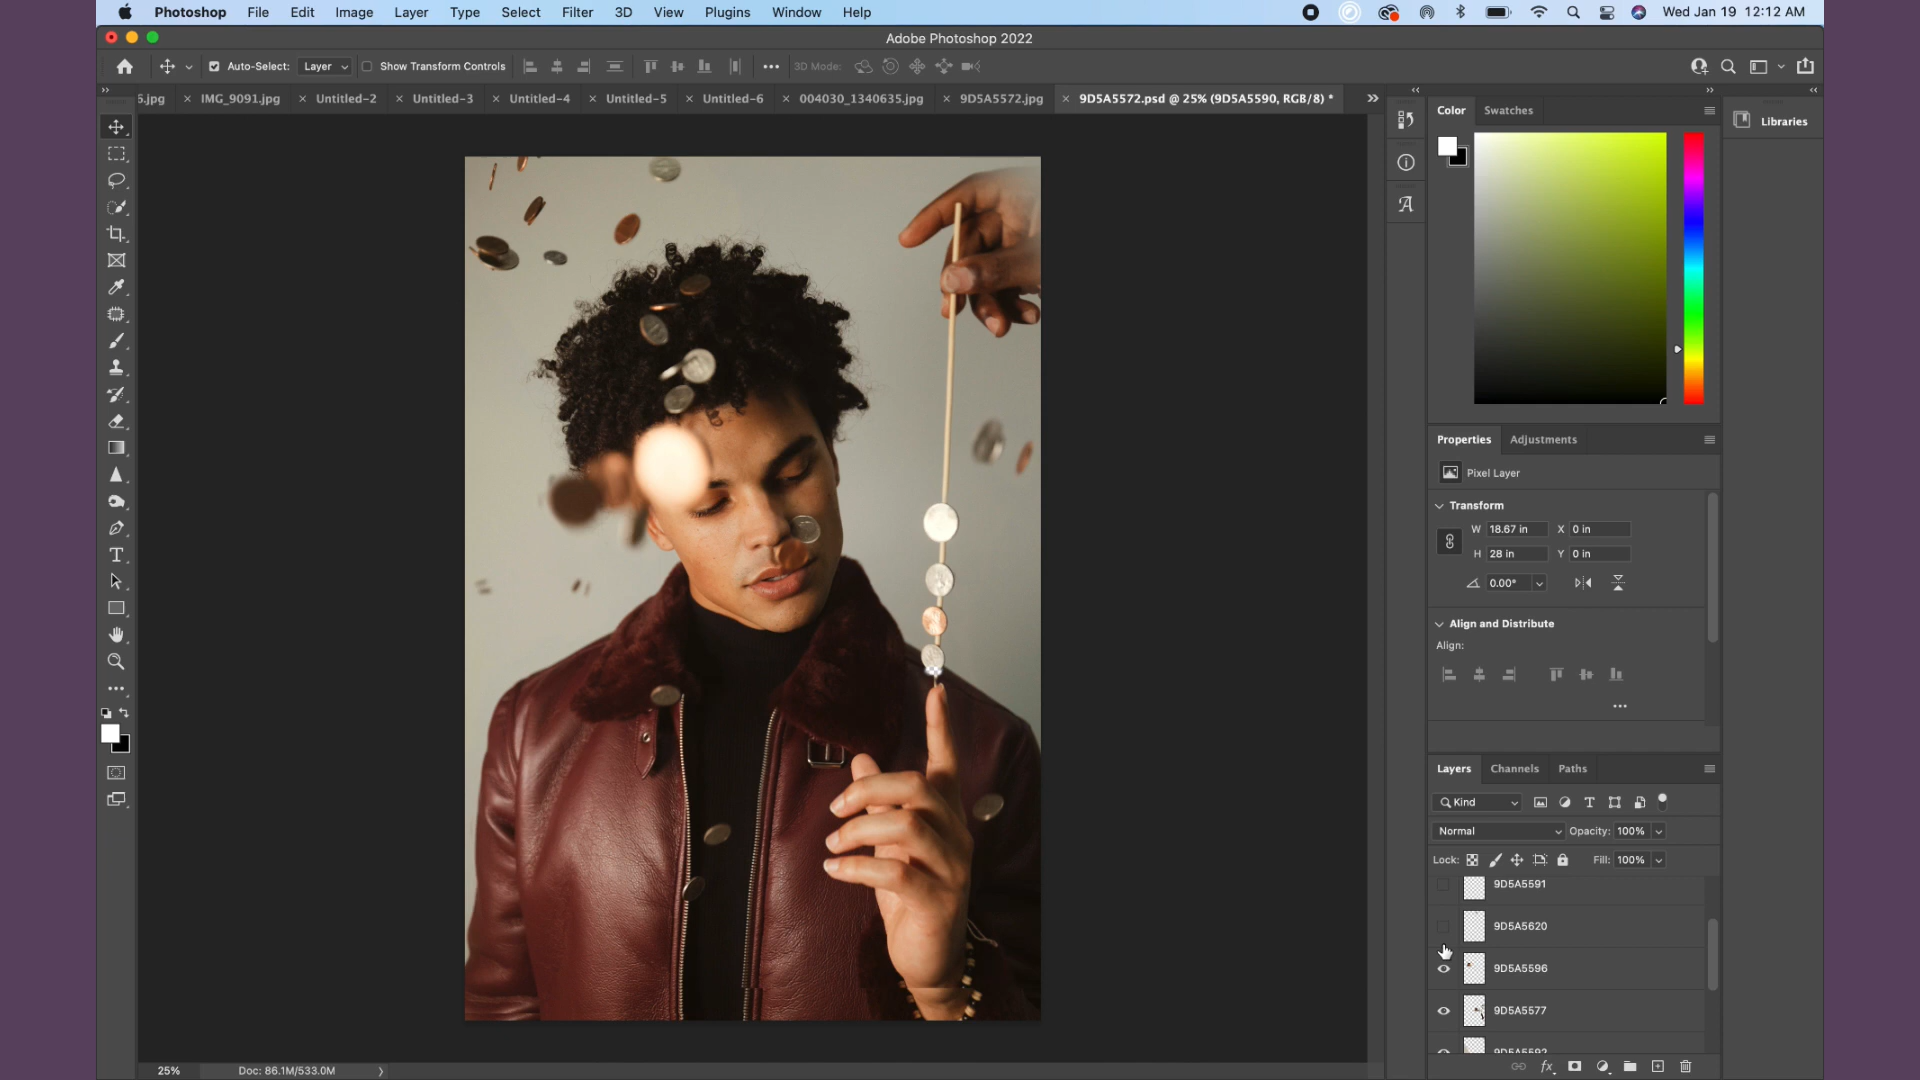 Photoshop File Edit Image Layer Type Select Filter 3D View Plugins Window Help Wed Jan 19 12:12 AM
Adobe Photoshop 2022
Auto-Select: Layer Show Transform Controls 3D Mode:
5.jpg IMG_9091.jpg Untitled-2 Untitled-3 Untitled-4 Untitled-5 Untitled-6 004030_1340635.jpg 9D5A5572.jpg 9D5A5572.psd @ 25% (9D5A5590, RGB/8) *
Color Swatches
Libraries
Properties Adjustments
Pixel Layer
Transform
W 18.67 in X 0 in
H 28 in Y 0 in
0.00°
Align and Distribute
Align:
Layers Channels Paths
Kind
Normal Opacity: 100%
Lock: Fill: 100%
9D5A5591
9D5A5620
9D5A5596
9D5A5577
9D5A5592
25% Doc: 86.1M/533.0M